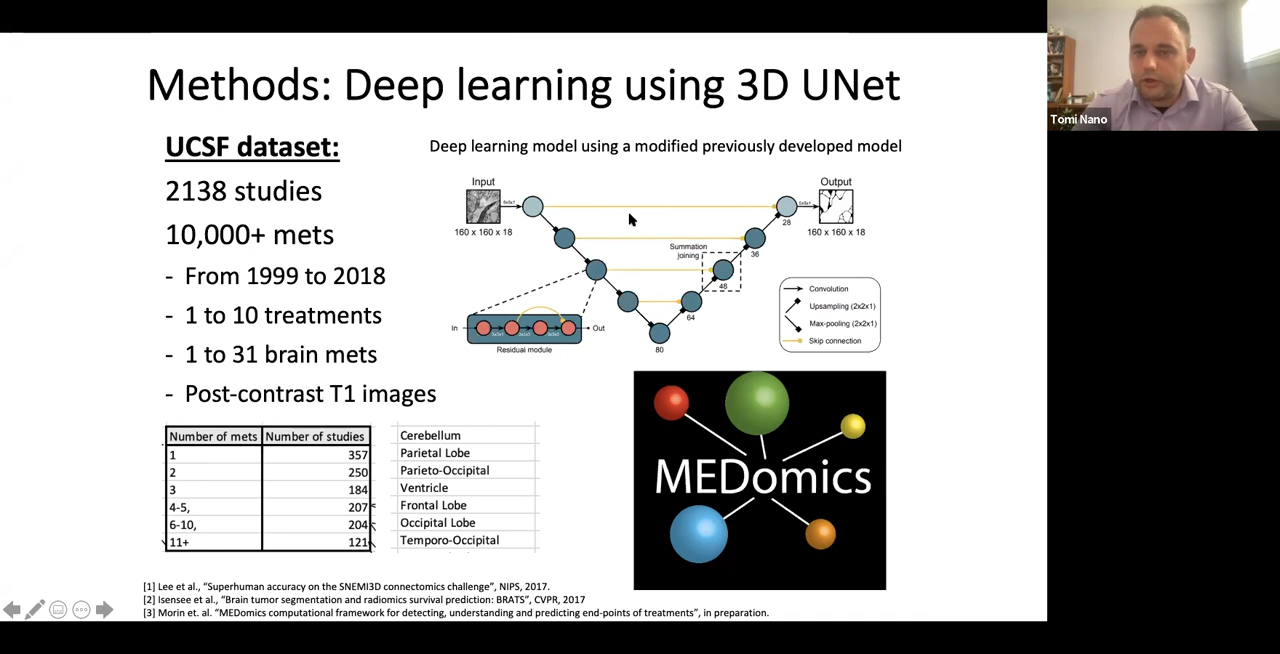 Methods: Deep learning using 3D UNet
UCSF dataset:
2138 studies
10,000+ mets
- From 1999 to 2018
- 1 to 10 treatments
- 1 to 31 brain mets
- Post-contrast T1 images
Number of mets Number of studies
1 357
2 250
3 184
4-5, 207
6-10, 204
11+ 121
Cerebellum
Parietal Lobe
Parieto-Occipital
Ventricle
Frontal Lobe
Occipital Lobe
Temporo-Occipital
Deep learning model using a modified previously developed model
Input
160 x 160 x 18
Output
160 x 160 x 18
28
36
Summation
joining
48
64
80
In
Out
Residual module
Convolution
Upsampling (2x2x1)
Max-pooling (2x2x1)
Skip connection
MEDomics
[1] Lee et al., “Superhuman accuracy on the SNEMI3D connectomics challenge”, NIPS, 2017.
[2] Isensee et al., “Brain tumor segmentation and radiomics survival prediction: BRATS”, CVPR, 2017
[3] Morin et. al. “MEDomics computational framework for detecting, understanding and predicting end-points of treatments”, in preparation.
Tomi Nano